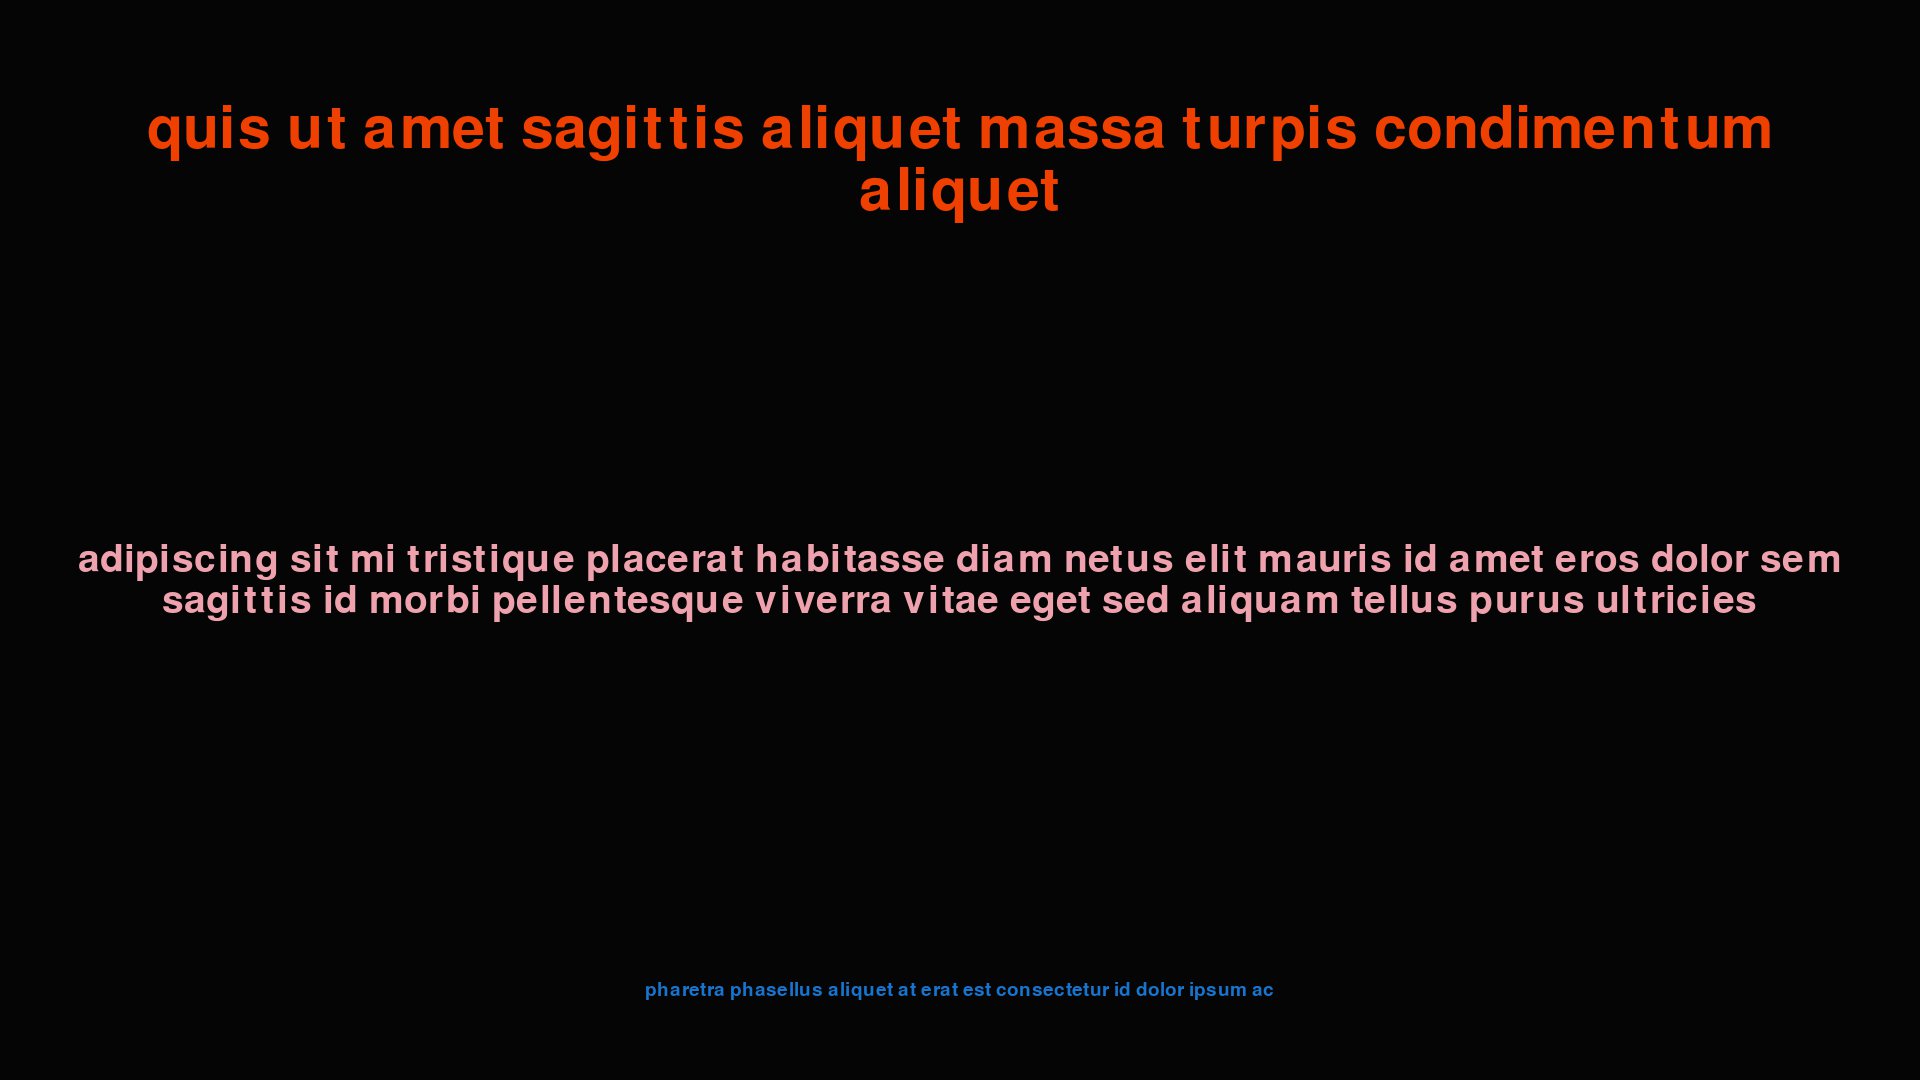 quis ut amet sagittis aliquet massa turpis condimentum
aliquet
adipiscing sit mi tristique placerat habitasse diam netus elit mauris id amet eros dolor sem
sagittis id morbi pellentesque viverra vitae eget sed aliquam tellus purus ultricies
pharetra phasellus aliquet at erat est consectetur id dolor ipsum ac